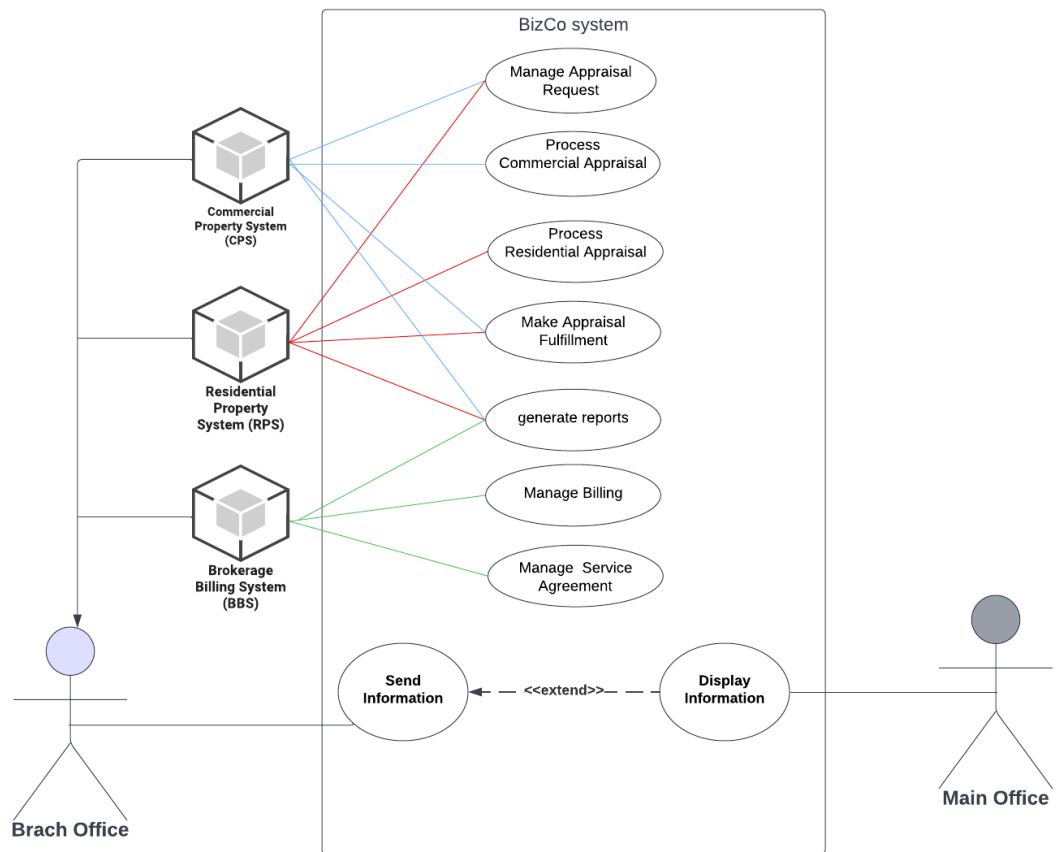 BizCo system
Manage Appraisal
Request
Process
Commercial Appraisal
Commercial
Property System
(CPS)
Process
Residential Appraisal
Make Appraisal
Fulfillment
Residential
Property
System (RPS)
generate reports
Manage Billing
Manage Service
Agreement
Brokerage
Billing System
(BBS)
Send
Information
<<extend>>
Display
Information
Brach Office
Main Office